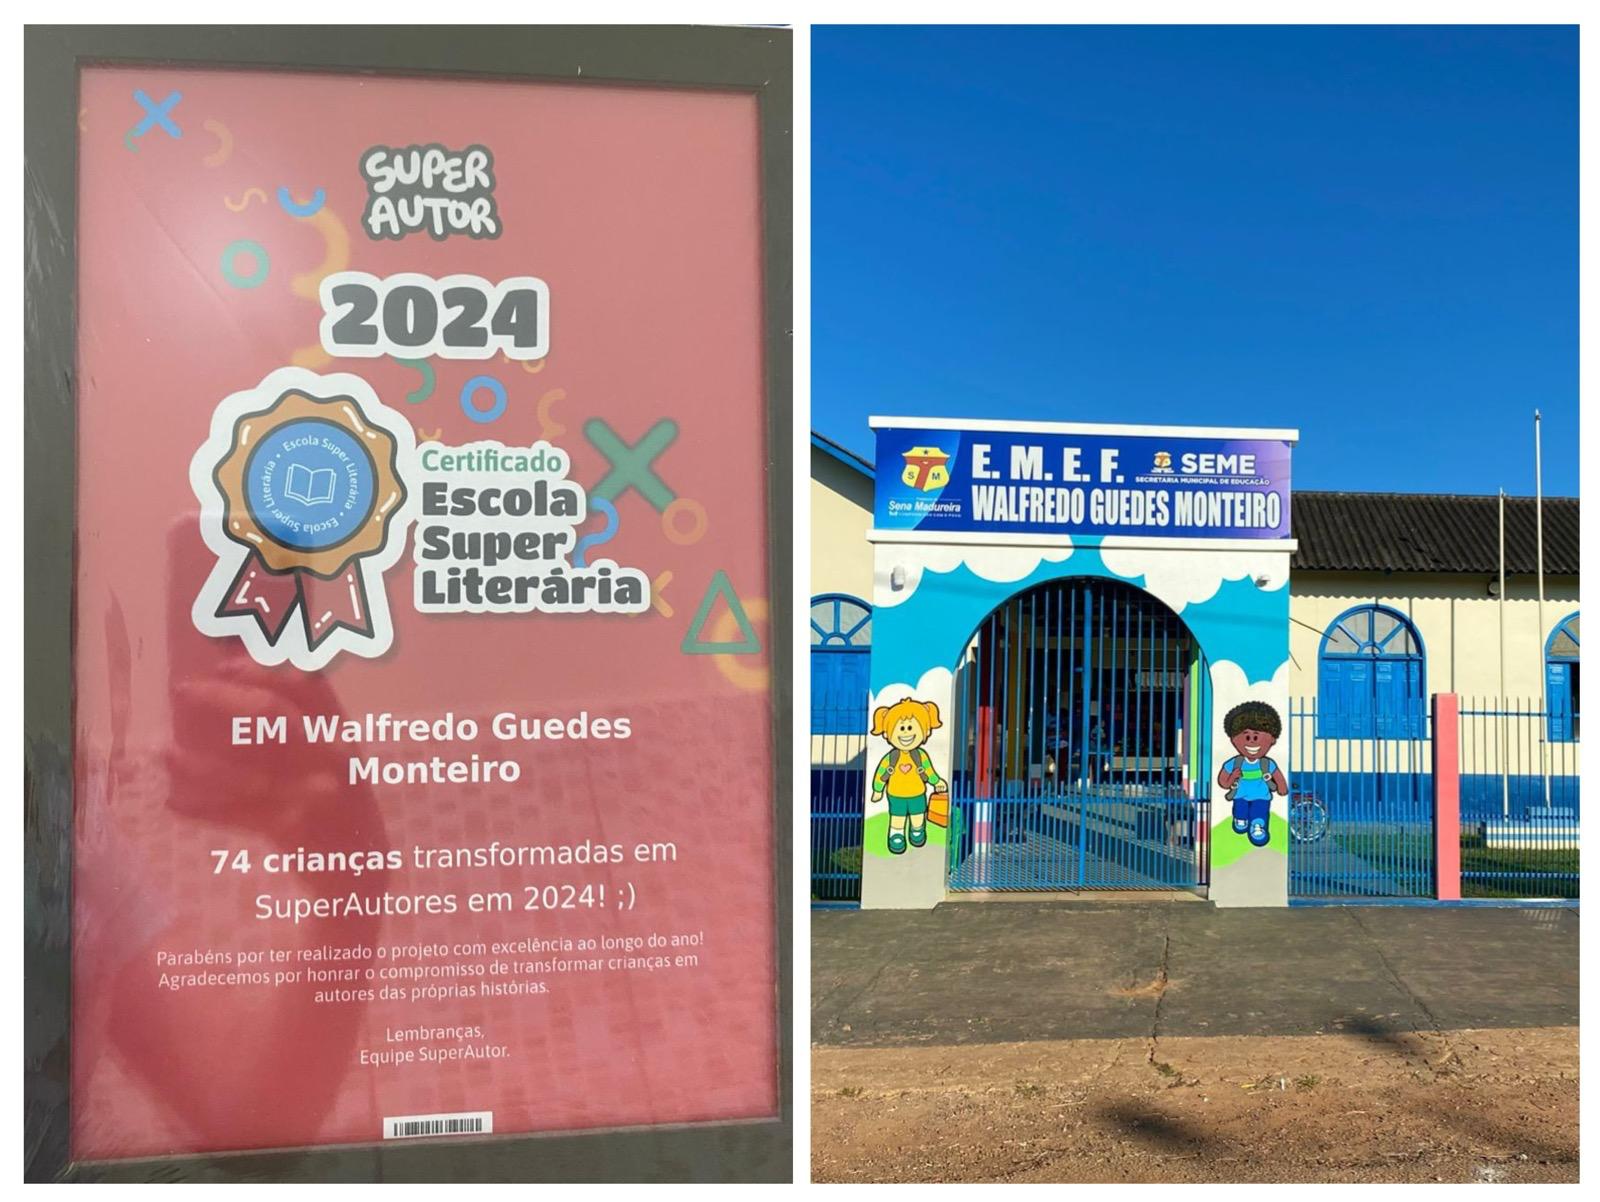 SUPER
AUTOR
2024
Escola Super Literária • Escola Super Literária •
Certificado
Escola
Super
Literária
EM Walfredo Guedes
Monteiro
74 crianças transformadas em
SuperAutores em 2024! ;)
Parabéns por ter realizado o projeto com excelência ao longo do ano!
Agradecemos por honrar o compromisso de transformar crianças em
autores das próprias histórias.
Lembranças,
Equipe SuperAutor.
E. M. E. F.
SEME
SECRETARIA MUNICIPAL DE EDUCAÇÃO
S M
Sena Madureira
WALFREDO GUEDES MONTEIRO